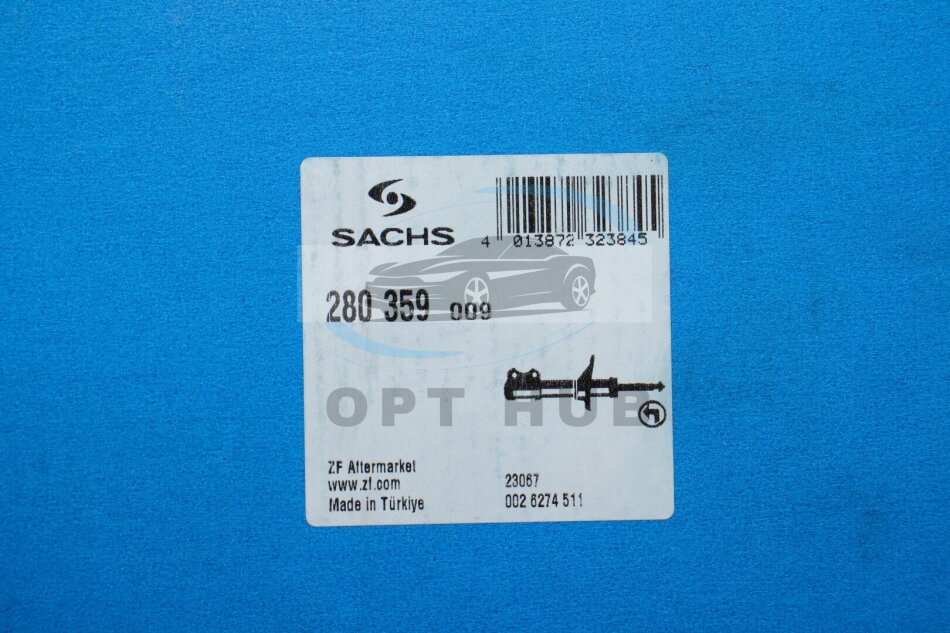 SACHS
4 013872 323845
280 359 009
OPT HUB
ZF Aftermarket
www.zf.com
Made in Türkiye
23067
002 6274 511